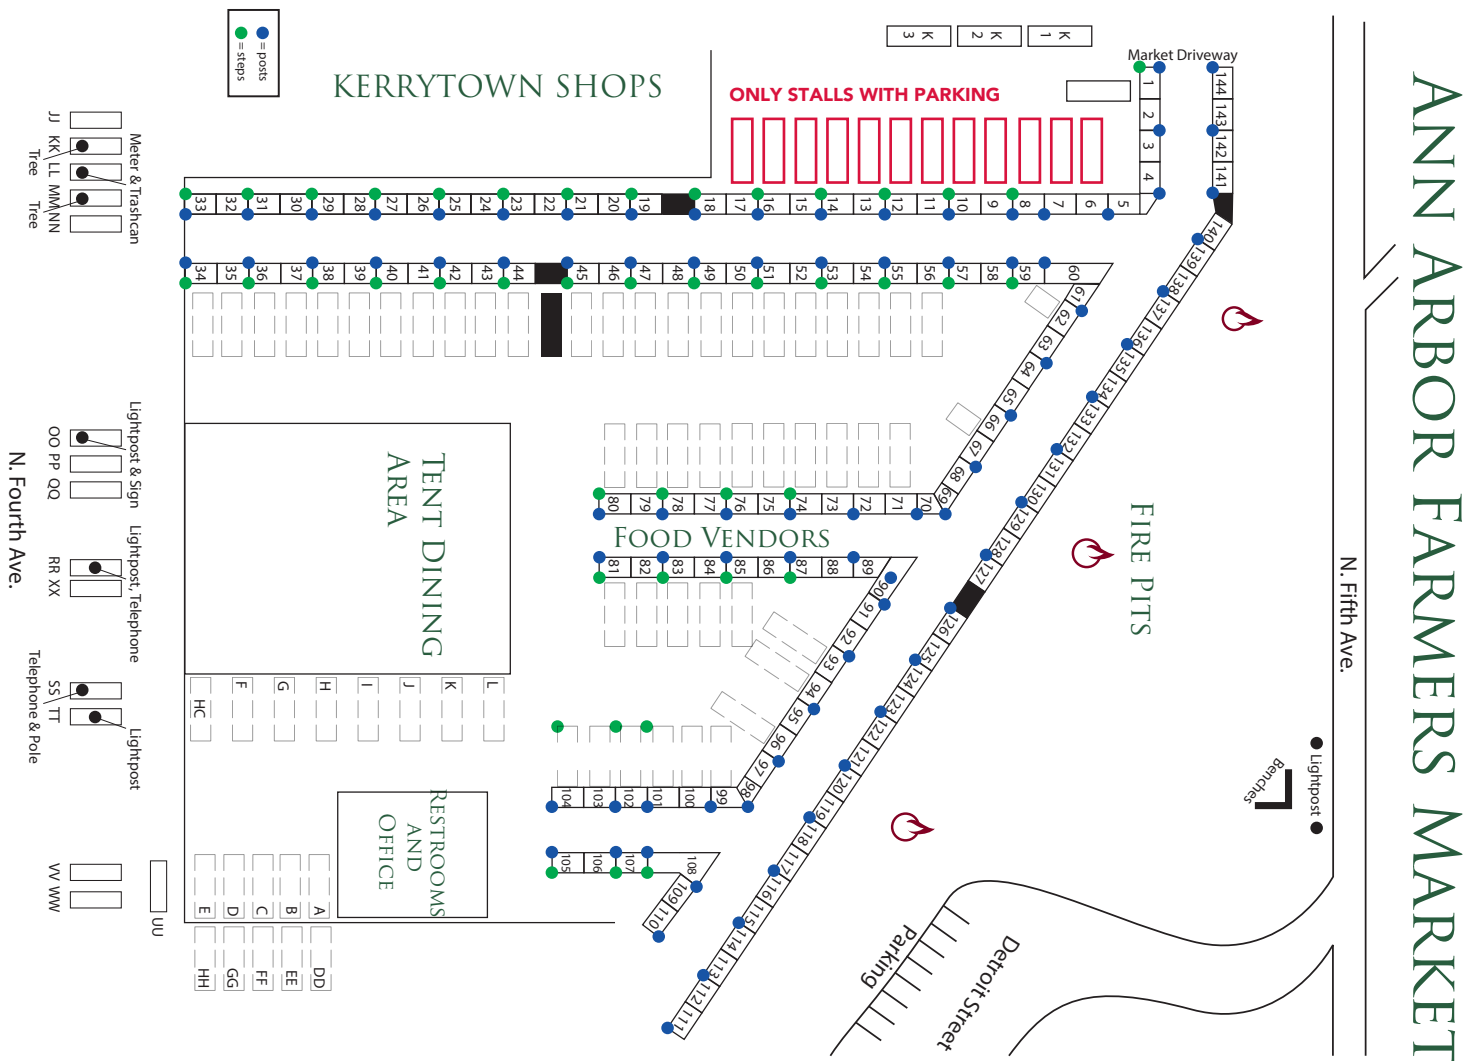 ANN ARBOR FARMERS MARKET
= posts
= steps
KERRYTOWN SHOPS
3 K
2 K
1 K
Market Driveway
ONLY STALLS WITH PARKING
1
2
3
4
144
143
142
141
33 32 31 30 29 28 27 26 25 24 23 22 21 20 19 18 17 16 15 14 13 12 11 10 9 8 7 6 5
34 35 36 37 38 39 40 41 42 43 44 45 46 47 48 49 50 51 52 53 54 55 56 57 58 59 60
61
62
63
64
65
66
67
68
69
80 79 78 77 76 75 74 73 72 71 70
FOOD VENDORS
81 82 83 84 85 86 87 88 89
90
91
92
93
94
95
96
97
98
104 103 102 101 100 99
105 106 107 108
109
110
140
139
138
137
136
135
134
133
132
131
130
129
128
127
126
125
124
123
122
121
120
119
118
117
116
115
114
113
112
111
FIRE PITS
TENT DINING
AREA
HC F G H I J K L
RESTROOMS
AND
OFFICE
E D C B A
HH GG FF EE DD
JJ KK LL MM NN
Meter & Trashcan
Tree
Tree
OO PP QQ
Lightpost & Sign
RR XX
Lightpost, Telephone
SS TT
Telephone & Pole
Lightpost
VV WW
UU
N. Fourth Ave.
N. Fifth Ave.
Lightpost
Benches
Parking
Detroit Street